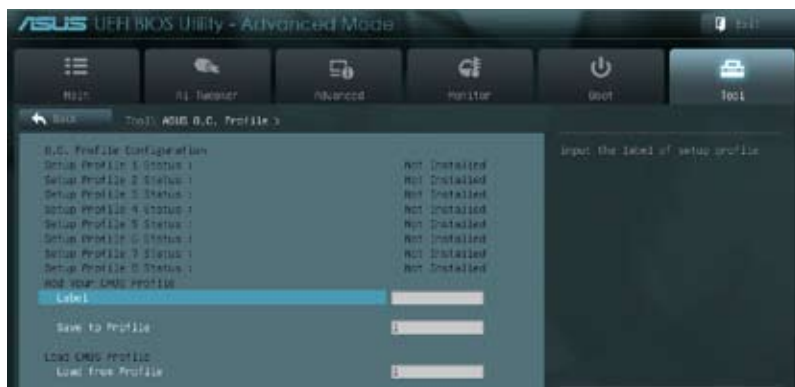 ASUS UEFI BIOS Utility - Advanced Mode
Exit
Main
Ai Tweaker
Advanced
Monitor
Boot
Tool
Back
Tool\ ASUS O.C. Profile >
O.C. Profile Configuration
Setup Profile 1 Status : Not Installed
Setup Profile 2 Status : Not Installed
Setup Profile 3 Status : Not Installed
Setup Profile 4 Status : Not Installed
Setup Profile 5 Status : Not Installed
Setup Profile 6 Status : Not Installed
Setup Profile 7 Status : Not Installed
Setup Profile 8 Status : Not Installed
Add Your CMOS Profile
Label
Save to Profile 1
Load CMOS Profile
Load from Profile 1
input the label of setup profile